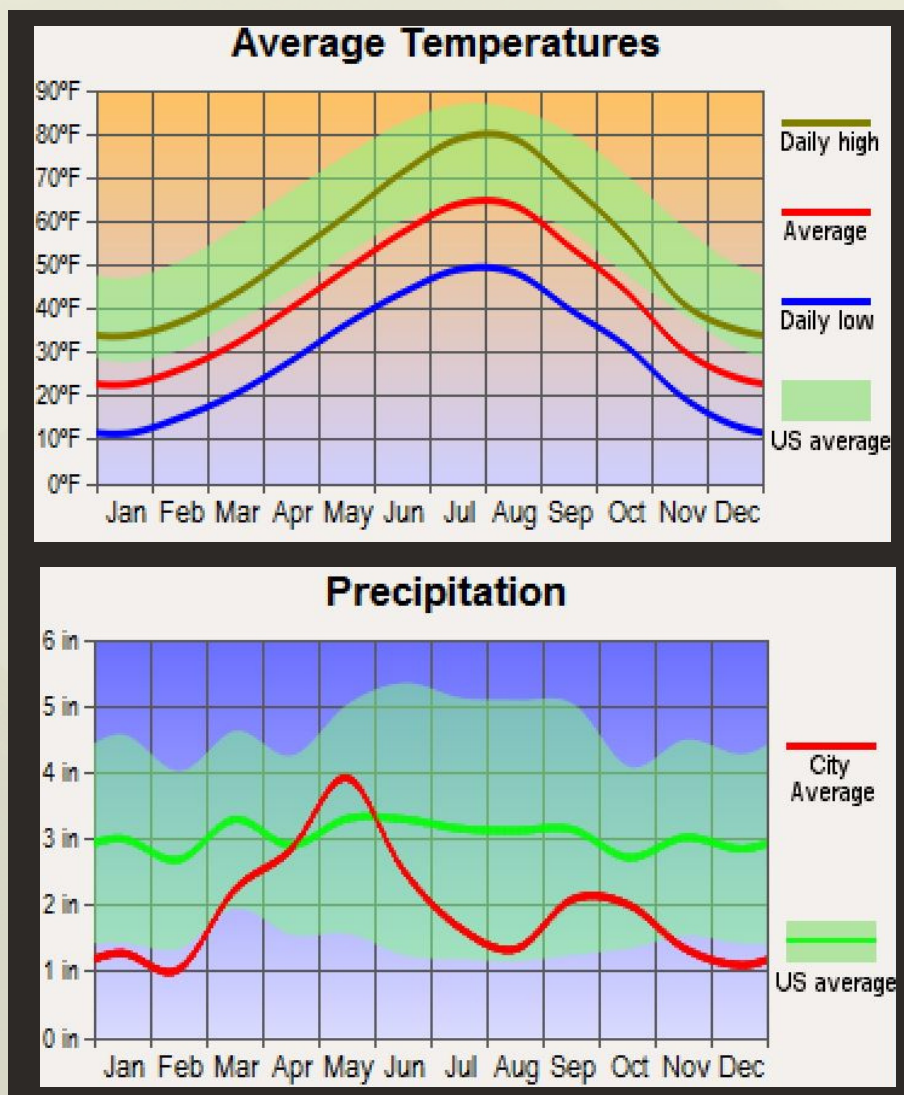 Average Temperatures
90ºF
80ºF
70ºF
60ºF
50ºF
40ºF
30ºF
20ºF
10ºF
0ºF
Jan Feb Mar Apr May Jun Jul Aug Sep Oct Nov Dec
Daily high
Average
Daily low
US average
Precipitation
6 in
5 in
4 in
3 in
2 in
1 in
0 in
Jan Feb Mar Apr May Jun Jul Aug Sep Oct Nov Dec
City
Average
US average